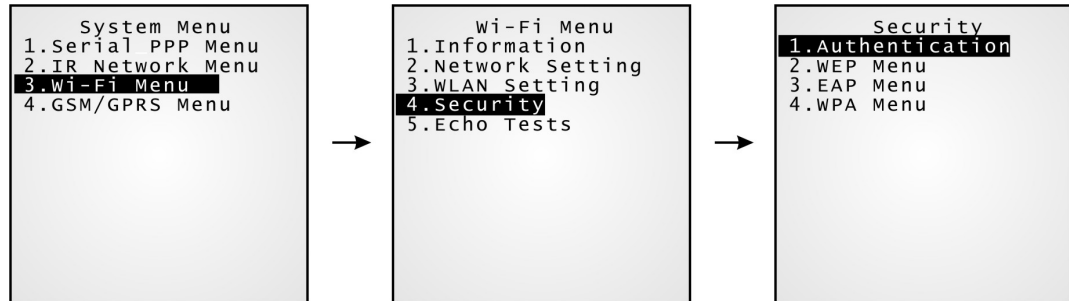 System Menu
1.Serial PPP Menu
2.IR Network Menu
3.Wi-Fi Menu
4.GSM/GPRS Menu
Wi-Fi Menu
1.Information
2.Network Setting
3.WLAN Setting
4.Security
5.Echo Tests
Security
1.Authentication
2.WEP Menu
3.EAP Menu
4.WPA Menu